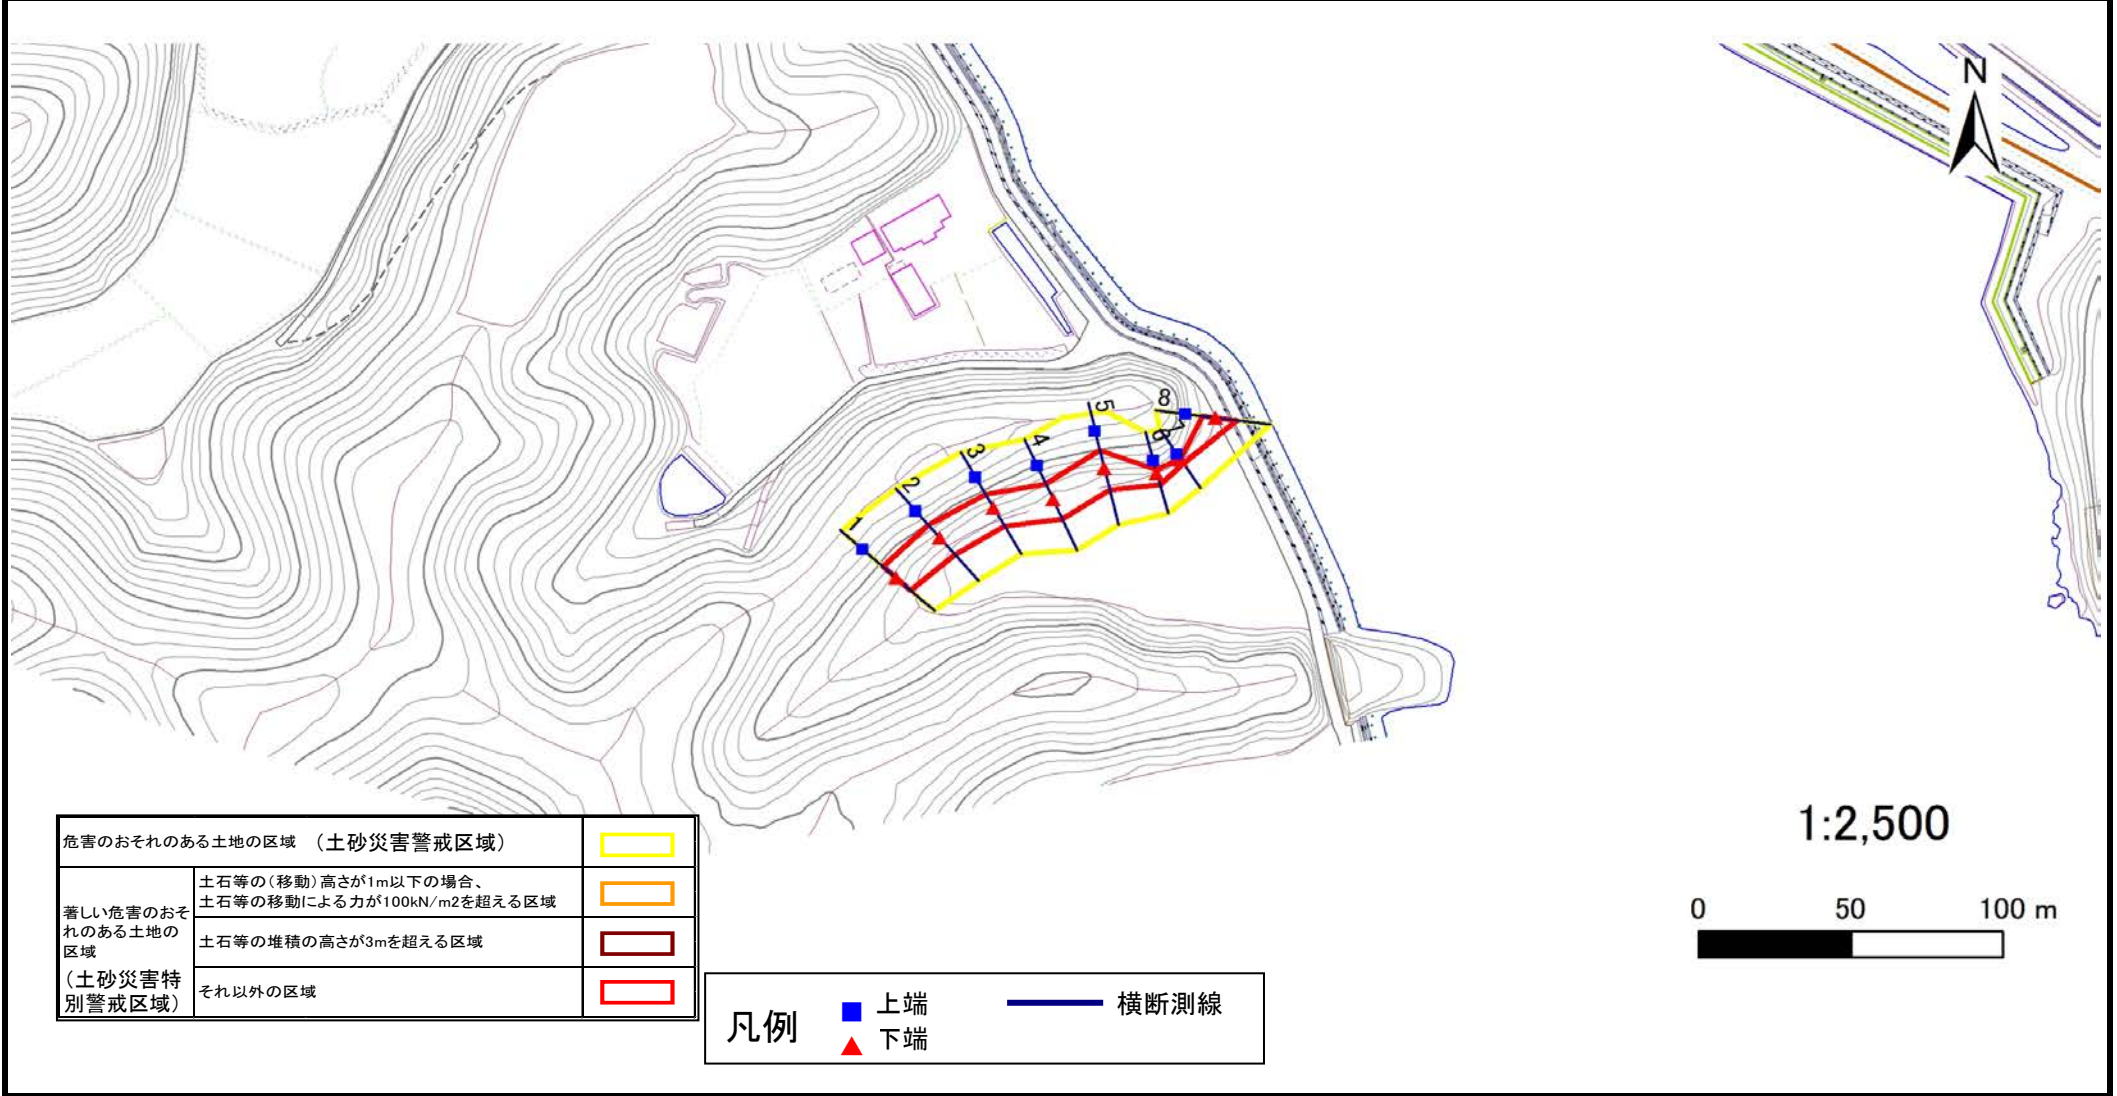 N
1
2
3
4
5
6
7
8
危害のおそれのある土地の区域 (土砂災害警戒区域)
著しい危害のおそ
れのある土地の
区域
(土砂災害特
別警戒区域)
土石等の(移動)高さが1m以下の場合、
土石等の移動による力が100kN/m2を超える区域
土石等の堆積の高さが3mを超える区域
それ以外の区域
凡例
上端
下端
横断測線
1:2,500
0 50 100 m